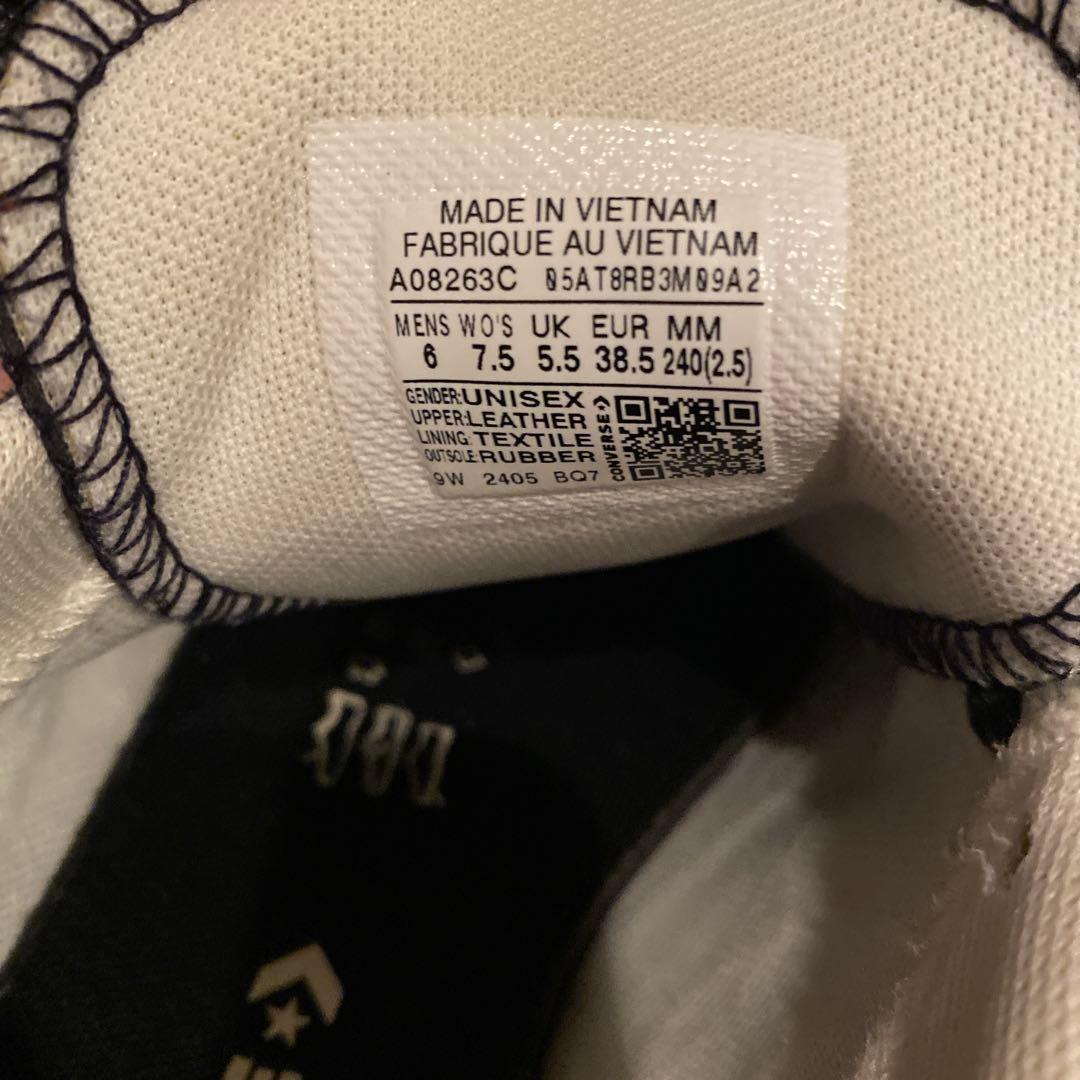 MADE IN VIETNAM
FABRIQUE AU VIETNAM
A08263C 05AT8RB3M09A2
MENS WO'S UK EUR MM
6 7.5 5.5 38.5 240(2.5)
GENDER:UNISEX
UPPER:LEATHER
LINING:TEXTILE
OUTSOLE:RUBBER
9W 2405 BQ7
CONVERSE